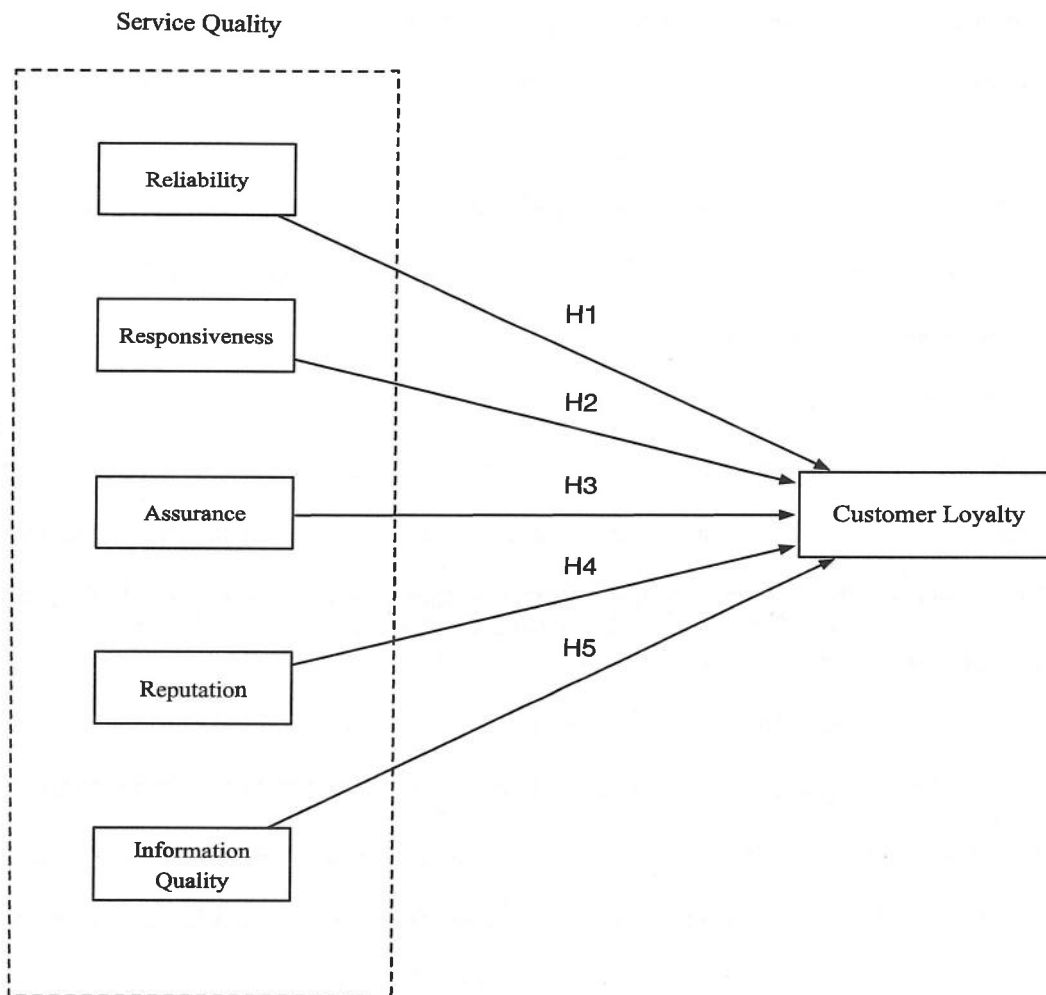 Service Quality
Reliability
H1
Responsiveness
H2
Assurance
H3
Customer Loyalty
H4
Reputation
H5
Information
Quality